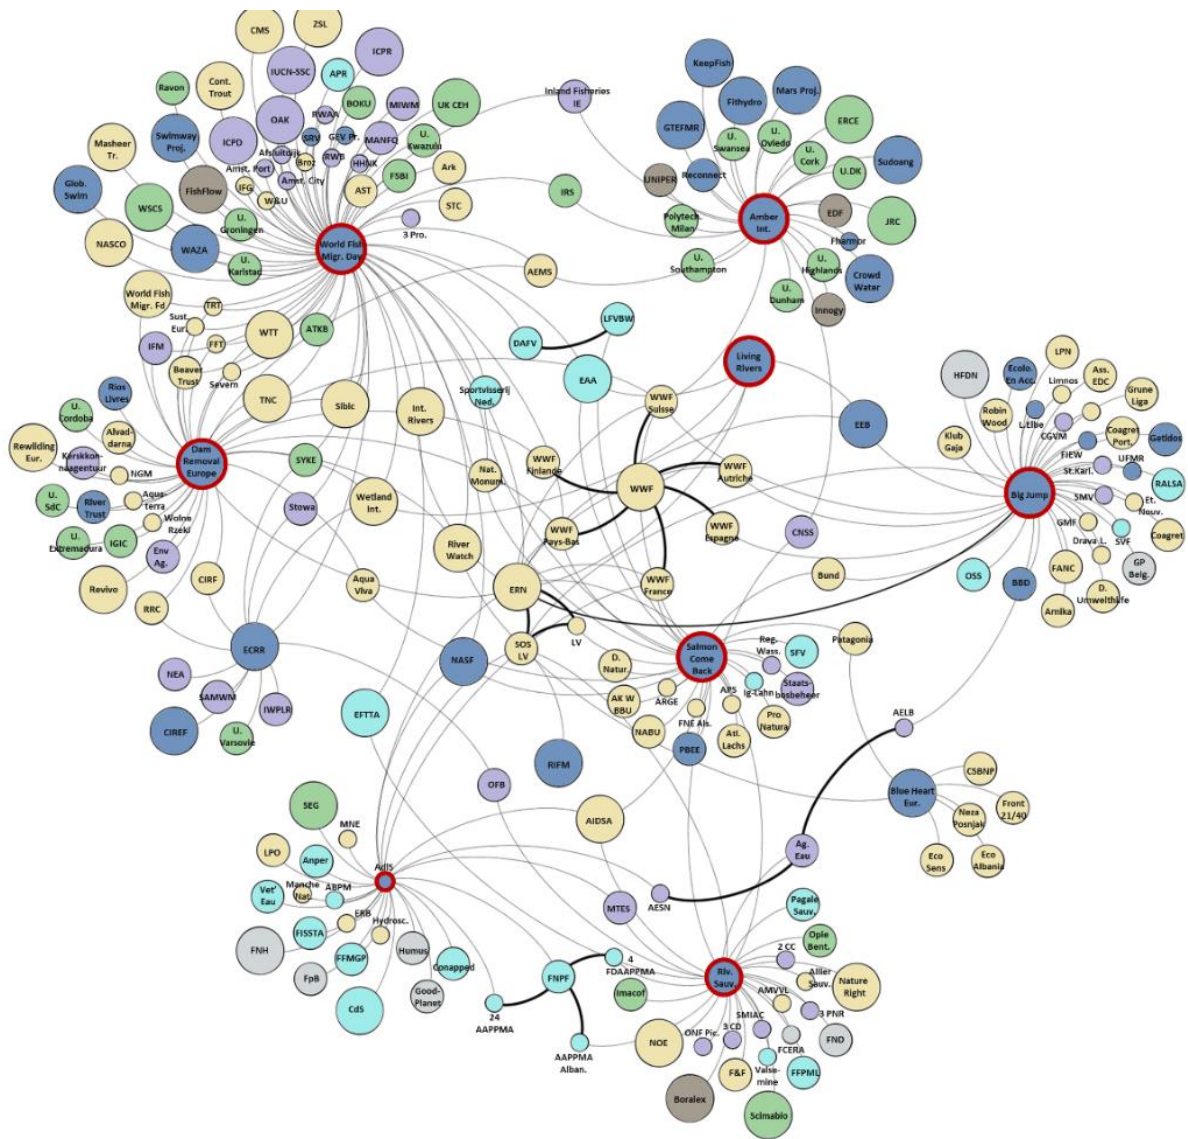 CMS
ZSL
ICPR
IUCN-SSC
APR
Ravon
Cont.
Trout
BOKU
MIWM
UK CEH
OAK
RWAA
Swimway
Proj.
ICPD
SRV
GEV Pr.
MANFQ
U.
Kwazulu
Masheer
Tr.
Afsluitdijk
Broz
RWB
HHNK
FSBI
Ark
Amst. Port
Amst. City
Glob.
Swim
FishFlow
IFG
W&U
AST
STC
WSCS
U.
Groningen
3 Pro.
NASCO
WAZA
U.
Karlstad
World Fish
Migr. Day
Inland Fisheries
IE
IRS
AEMS
KeepFish
Fithydro
Mars Proj.
GTEFMR
U.
Swansea
U.
Oviedo
ERCE
U.
Cork
Sudoang
UNIPER
Reconnect
U.DK
Polytech.
Milan
Amber
Int.
EDF
JRC
Fharmor
U.
Southampton
U.
Highlands
Crowd
Water
U.
Dunham
Innogy
World Fish
Migr. Fd
TRT
Sust.
Eur.
WTT
ATKB
IFM
FFT
Beaver
Trust
Severn
TNC
Sibic
Int.
Rivers
DAFV
LFVBW
EAA
Sportvisserij
Ned.
Living
Rivers
EEB
WWF
Suisse
WWF
Finlande
WWF
WWF
Autriche
WWF
Pays-Bas
WWF
Espagne
WWF
France
Nat.
Monum.
CNSS
Bund
Rios
Livres
U.
Cordoba
Alvad-
darna
Rewilding
Eur.
Kerskkon-
naagentuur
NGM
Dam
Removal
Europe
SYKE
U.
SdC
River
Trust
Aqua-
terra
Wolne
Rzeki
U.
Extremadura
IGIC
Env
Ag.
Stowa
Wetland
Int.
River
Watch
Revivo
CIRF
RRC
Aqua
Viva
ERN
SOS
LV
LV
ECRR
NASF
NEA
SAMWM
IWPLR
CIREF
U.
Varsovie
EFTTA
RIFM
OFB
HFDN
Ecolo.
En Acc.
LPN
Limnos
Ass.
EDC
Grune
Liga
Robin
Wood
L.Elbe
CGVM
Coagret
Port.
Getidos
Klub
Gaja
FIEW
St.Karl.
UFMR
Big Jump
SMV
RALSA
Et.
Nouv.
GMF
Drava L.
SVF
Coagret
OSS
BBD
FANC
GP
Belg.
Arnika
D.
Umwelthilfe
Salmon
Come
Back
Reg.
Wass.
SFV
Patagonia
D.
Natur.
Ig-Lahn
Staats-
bosbeheer
AK W
BBU
ARGE
APS
FNE Als.
Pro
Natura
NABU
Asl.
Lachs
PBEE
AELB
Blue Heart
Eur.
CSBNP
Front
21/40
Noza
Posnjak
Eco
Sens
Eco
Albania
Ag.
Eau
AESN
SEG
MNE
LPO
Anper
AdlS
Vet'
Eau
Manche
Nat.
ABPM
ERB
Hydrosc.
FISSTA
FNH
FFMGP
Humus
FpB
Conapped
Good-
Planet
CdS
AIDSA
MTES
FNPF
4
FDAAPPMA
24
AAPPMA
AAPPMA
Alban.
Imacof
Riv.
Sauv.
Pagale
Sauv.
Opie
Bent.
2 CC
Allier
Sauv.
Nature
Right
AMVVL
SMIAC
3 PNR
NOE
ONF Pic.
3 CD
FCERA
FND
F&F
Valse-
mine
FFPML
Boralex
Scimabio